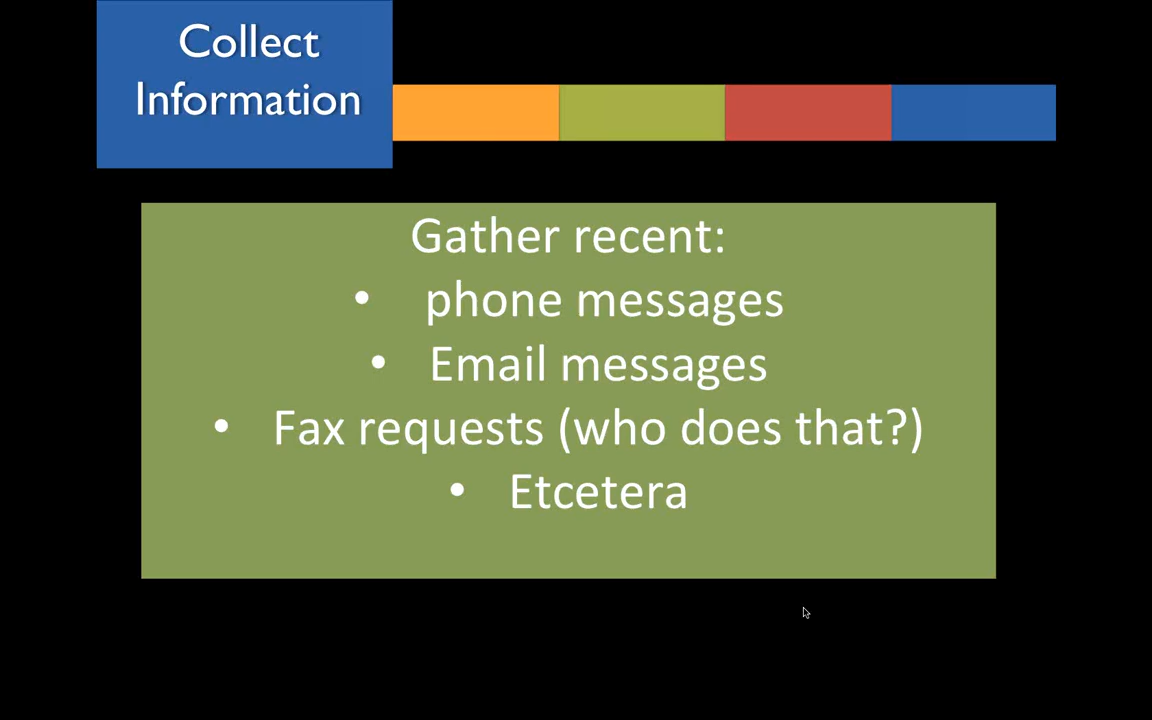 Collect
Information
Gather recent:
• phone messages
• Email messages
• Fax requests (who does that?)
• Etcetera